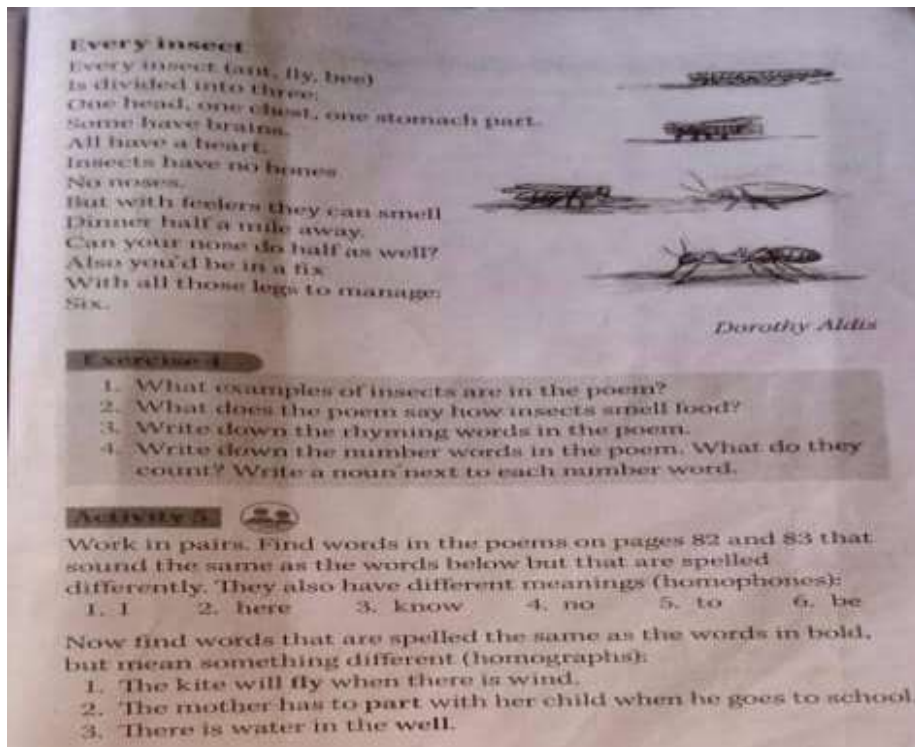 Every insect
Every insect (ant, fly, bee)
Is divided into three:
One head, one chest, one stomach part.
Some have brains.
All have a heart.
Insects have no bones
No noses.
But with feelers they can smell
Dinner half a mile away.
Can your nose do half as well?
Also you'd be in a fix
With all those legs to manage:
Six.
Dorothy Aldis
Exercise 4
1. What examples of insects are in the poem?
2. What does the poem say how insects smell food?
3. Write down the rhyming words in the poem.
4. Write down the number words in the poem. What do they
count? Write a noun next to each number word.
Activity 5
Work in pairs. Find words in the poems on pages 82 and 83 that
sound the same as the words below but that are spelled
differently. They also have different meanings (homophones):
1. I 2. here 3. know 4. no 5. to 6. be
Now find words that are spelled the same as the words in bold,
but mean something different (homographs):
1. The kite will fly when there is wind.
2. The mother has to part with her child when he goes to school.
3. There is water in the well.